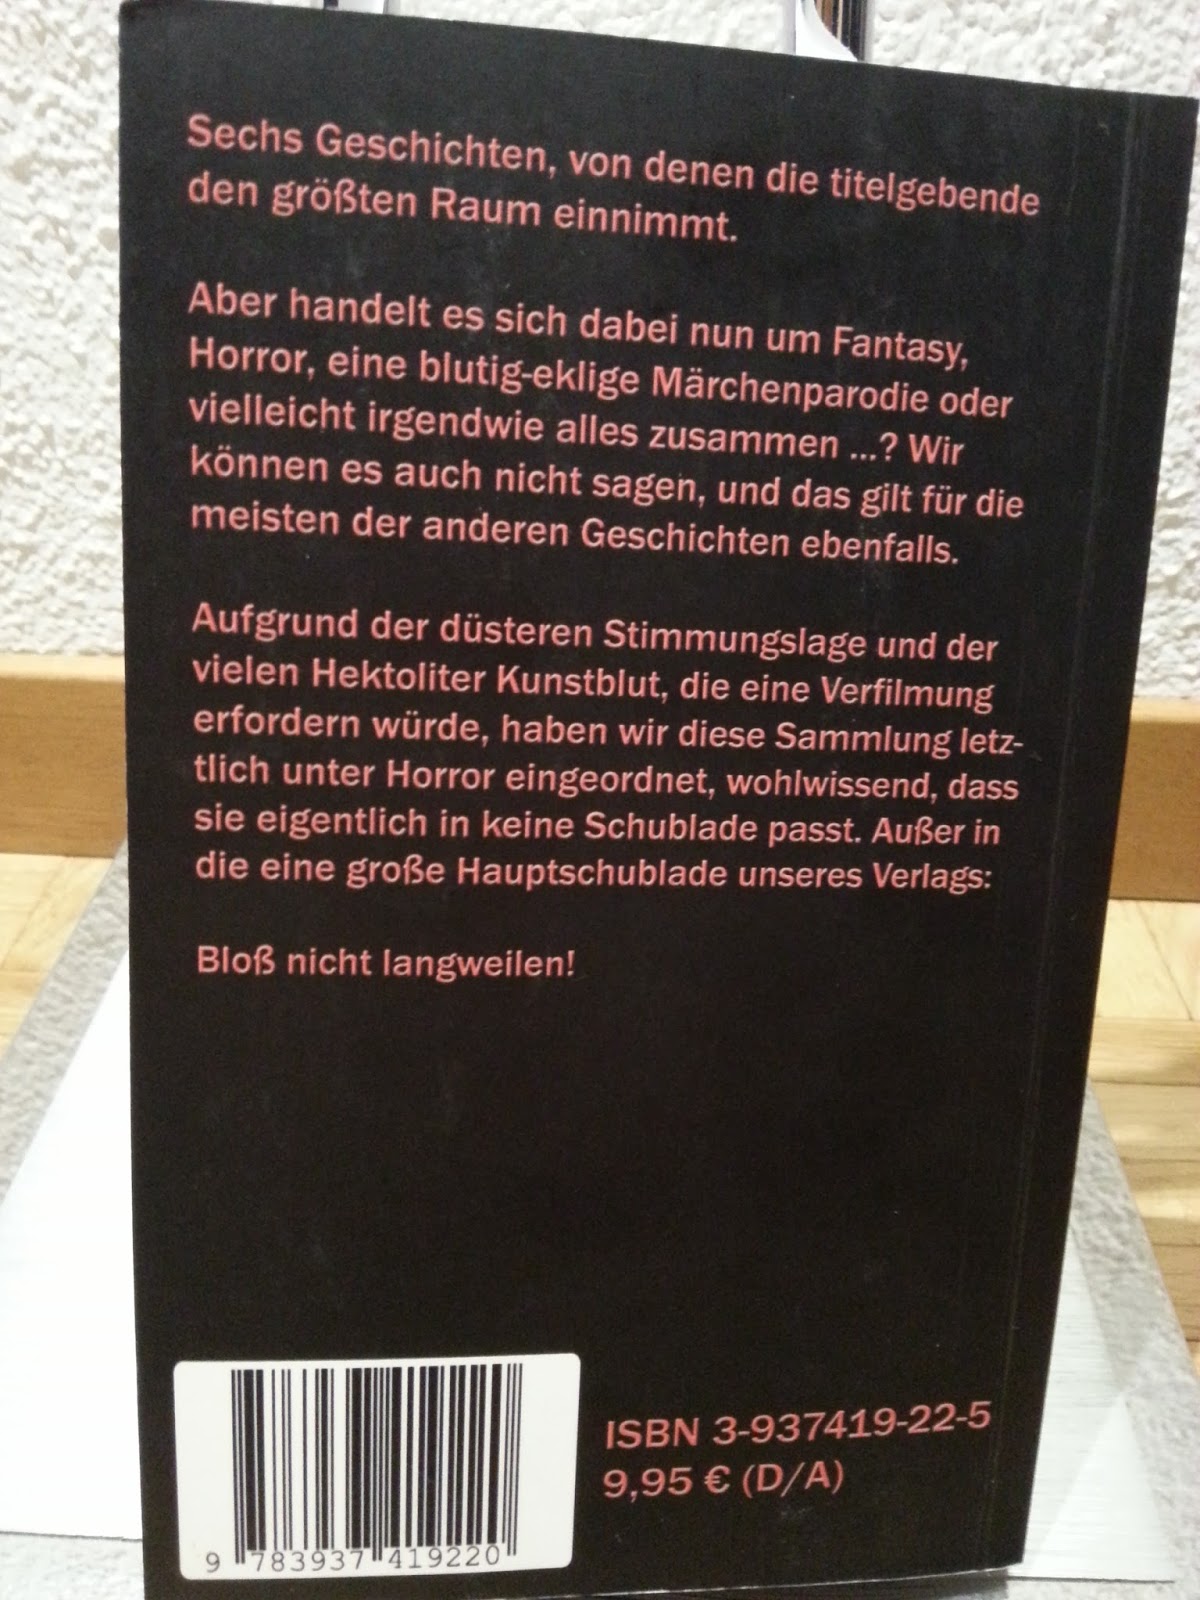 Sechs Geschichten, von denen die titelgebende
den größten Raum einnimmt.
Aber handelt es sich dabei nun um Fantasy,
Horror, eine blutig-eklige Märchenparodie oder
vielleicht irgendwie alles zusammen ...? Wir
können es auch nicht sagen, und das gilt für die
meisten der anderen Geschichten ebenfalls.
Aufgrund der düsteren Stimmungslage und der
vielen Hektoliter Kunstblut, die eine Verfilmung
erfordern würde, haben wir diese Sammlung letz-
tlich unter Horror eingeordnet, wohlwissend, dass
sie eigentlich in keine Schublade passt. Außer in
die eine große Hauptschublade unseres Verlags:
Bloß nicht langweilen!
ISBN 3-937419-22-5
9,95 € (D/A)
9 783937 419220